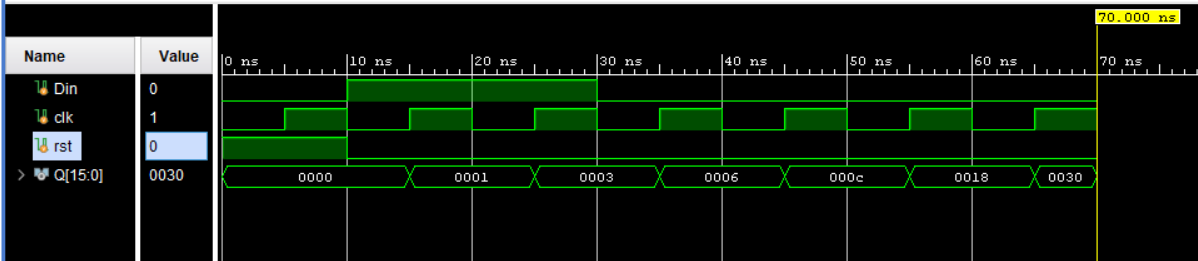 70.000 ns
Name Value
0 ns 10 ns 20 ns 30 ns 40 ns 50 ns 60 ns 70 ns
Din 0
clk 1
rst 0
Q[15:0] 0030 0000 0001 0003 0006 000c 0018 0030